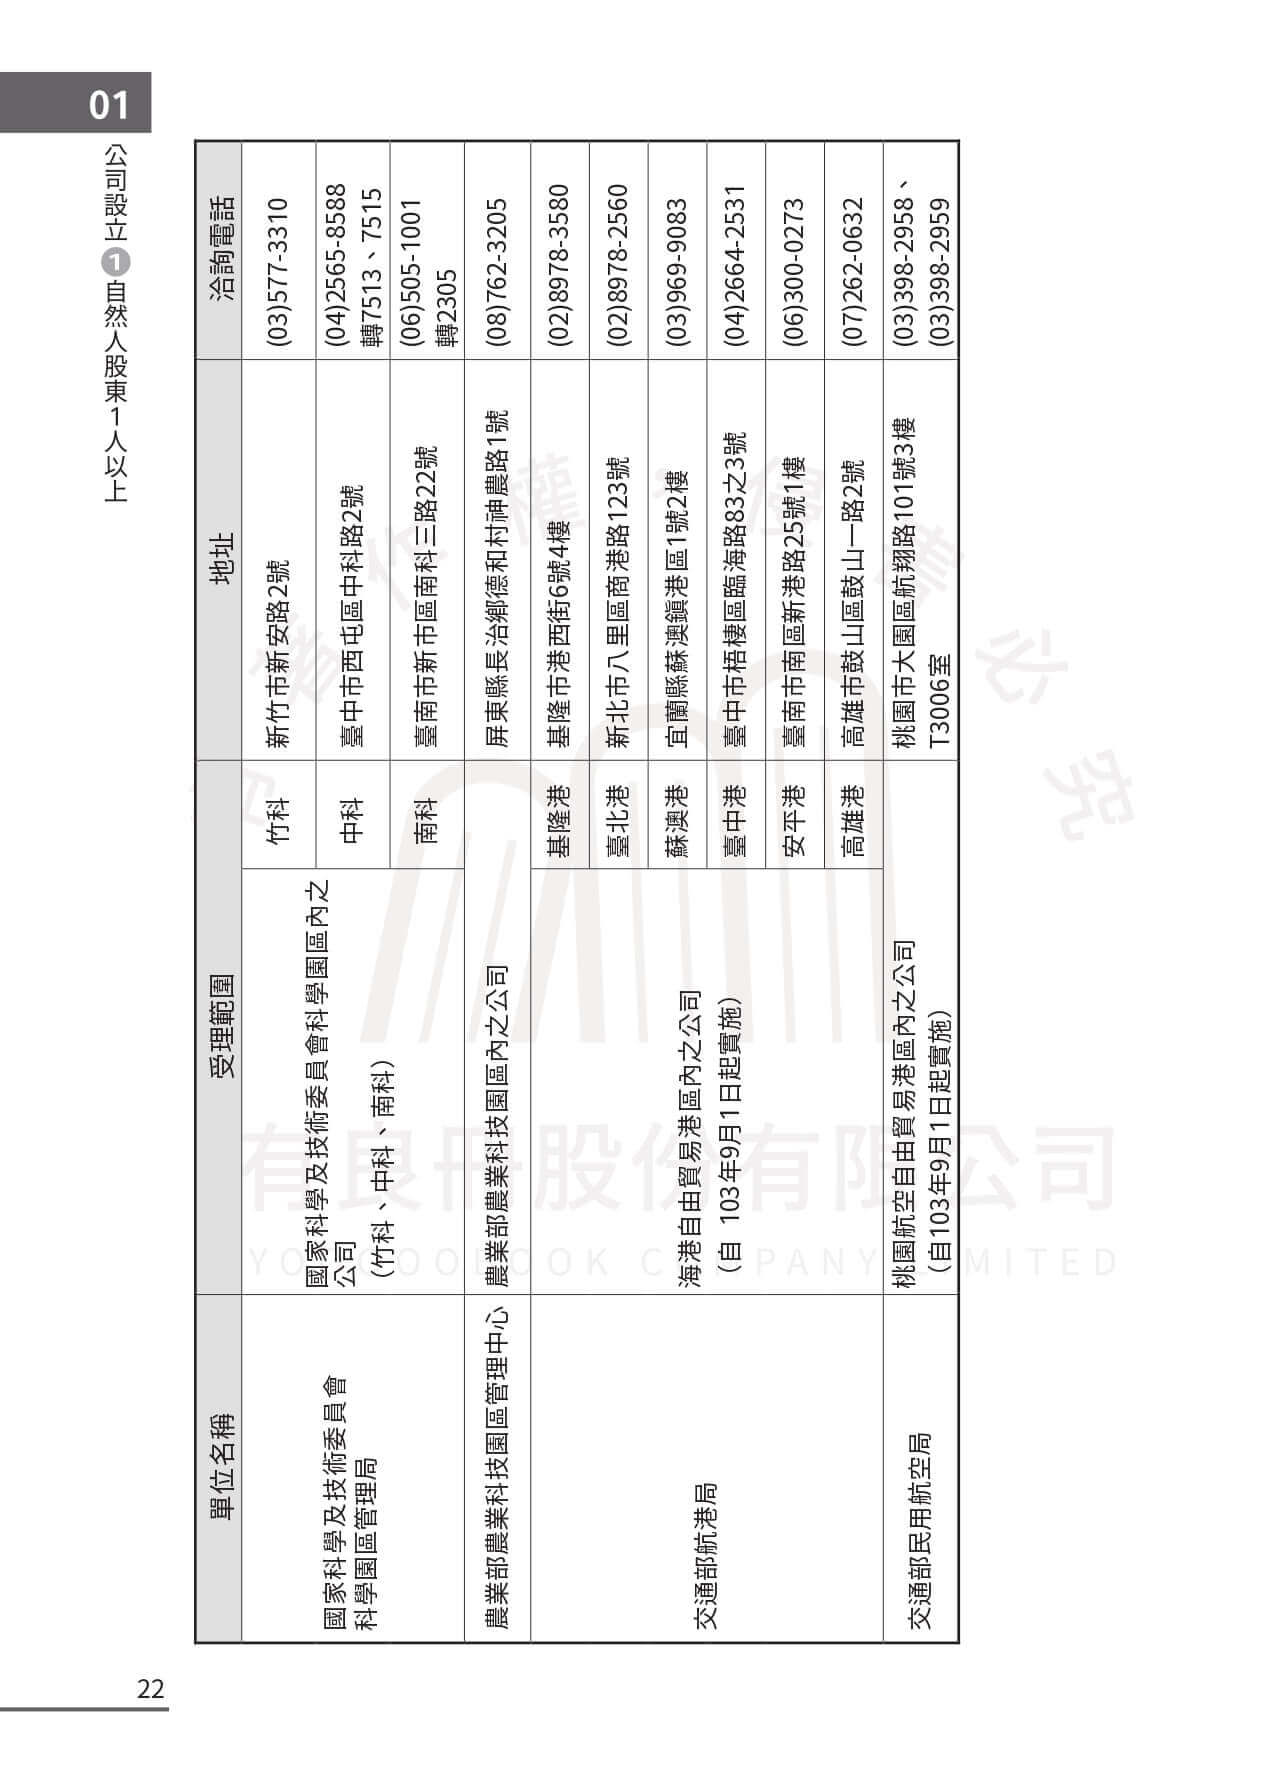 01
公司設立 1 自然人股東1人以上
單位名稱 受理範圍 地址 洽詢電話
國家科學及技術委員會
科學園區管理局
國家科學及技術委員會科學園區內之
公司
（竹科、中科、南科）
竹科 新竹市新安路2號 (03)577-3310
中科 臺中市西屯區中科路2號 (04)2565-8588
轉7513、7515
南科 臺南市新市區南科三路22號 (06)505-1001
轉2305
農業部農業科技園區管理中心 農業部農業科技園區內之公司 屏東縣長治鄉德和村神農路1號 (08)762-3205
交通部航港局
海港自由貿易港區內之公司
（自 103年9月1日起實施）
基隆港 基隆市港西街6號4樓 (02)8978-3580
臺北港 新北市八里區商港路123號 (02)8978-2560
蘇澳港 宜蘭縣蘇澳鎮港區1號2樓 (03)969-9083
臺中港 臺中市梧棲區臨海路83之3號 (04)2664-2531
安平港 臺南市南區新港路25號1樓 (06)300-0273
高雄港 高雄市鼓山區鼓山一路2號 (07)262-0632
交通部民用航空局
桃園航空自由貿易港區內之公司
（自103年9月1日起實施）
桃園市大園區航翔路101號3樓
T3006室
(03)398-2958、
(03)398-2959
22
有良冊股份有限公司